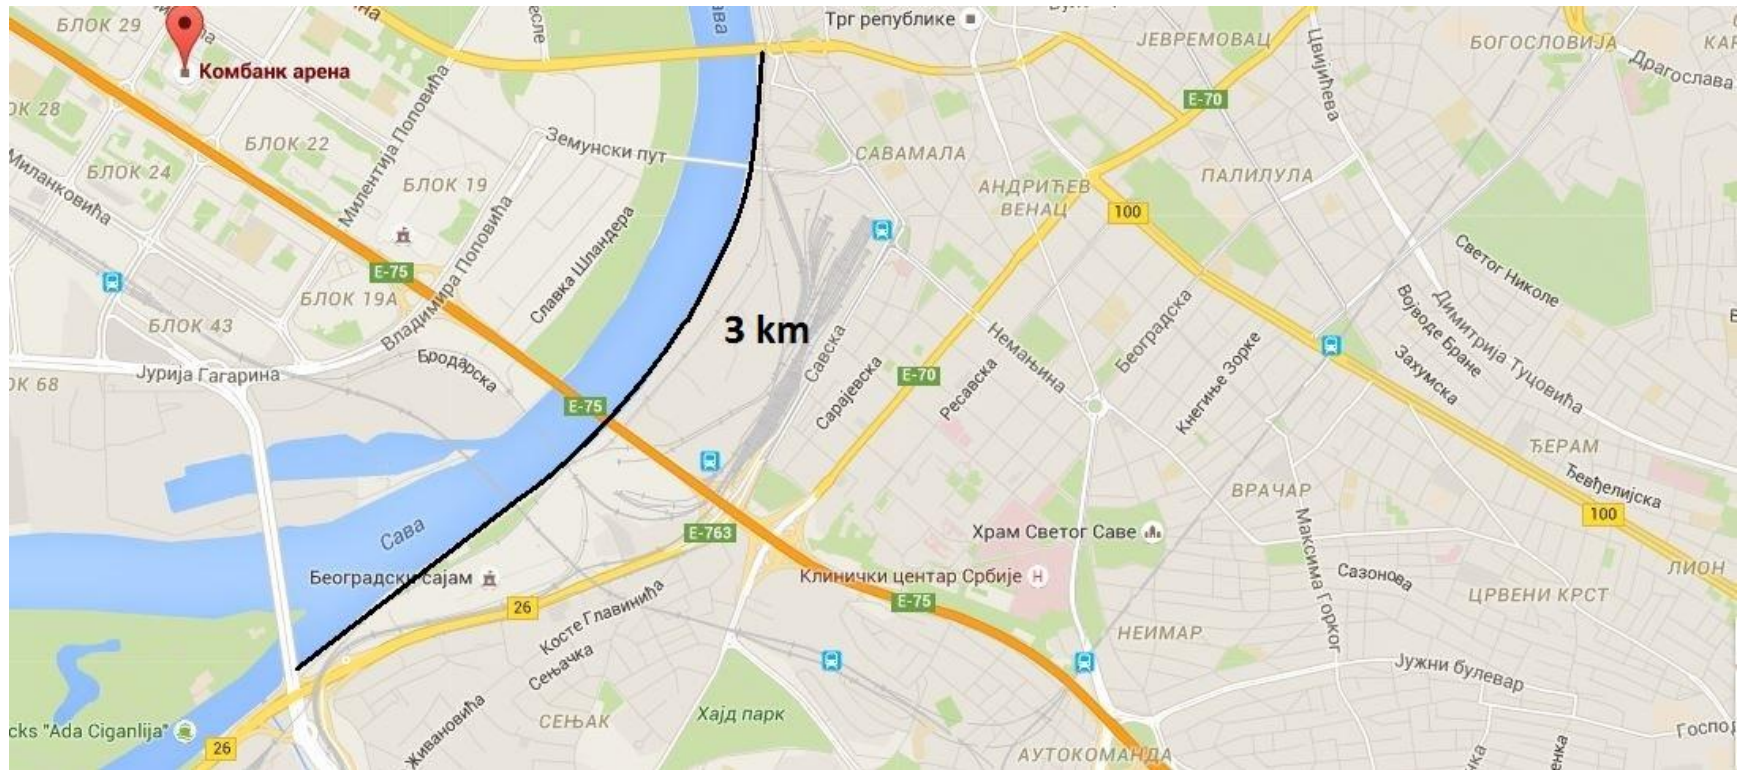 БЛОК 29
Трг републике
ЈЕВРЕМОВАЦ
БОГОСЛОВИЈА
Цвијићева
Драгослава
Комбанк арена
E-70
БЛОК 22
Милентија Поповића
Земунски пут
САВАМАЛА
БЛОК 24
БЛОК 19
АНДРИЋЕВ
ВЕНАЦ
ПАЛИЛУЛА
100
Миланковића
Славка Шландера
Светог Николе
E-75
БЛОК 19А
Владимира Поповића
БЛОК 43
3 km
Савска
Немањина
Београдска
Војводе Бране
Димитрија Туцовића
Јурија Гагарина
Бродарска
Сарајевска
E-70
Ресавска
Кнегиње Зорке
Захумска
E-75
ЂЕРАМ
Ђевђелијска
ВРАЧАР
100
Сава
E-763
Храм Светог Саве
Максима Горког
Београдски сајам
Клинички центар Србије
H
Сазонова
ЛИОН
26
Косте Главинића
E-75
ЦРВЕНИ КРСТ
НЕИМАР
Сењачка
Јужни булевар
Живановића
СЕЊАК
Хајд парк
cks "Ada Ciganlija"
26
АУТОКОМАНДА